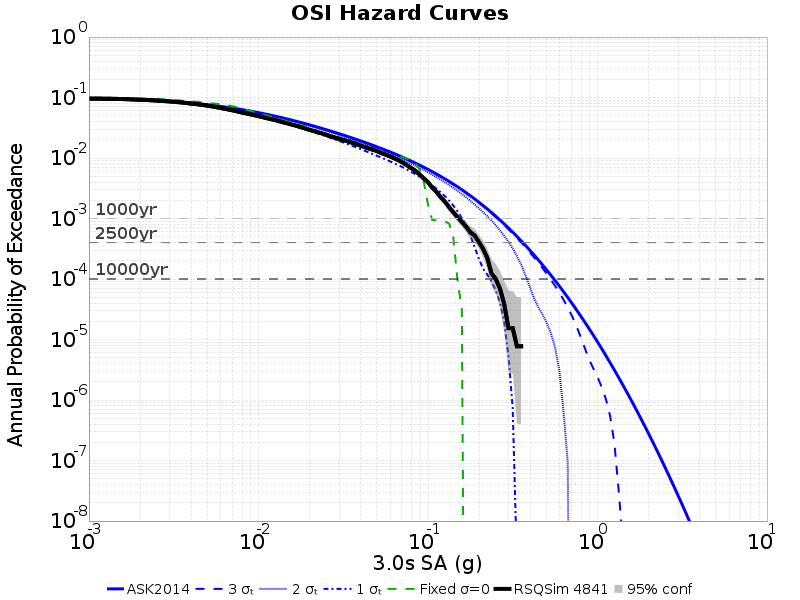 OSI Hazard Curves
Annual Probability of Exceedance
10⁰
10⁻¹
10⁻²
10⁻³
10⁻⁴
10⁻⁵
10⁻⁶
10⁻⁷
10⁻⁸
1000yr
2500yr
10000yr
10⁻³ 10⁻² 10⁻¹ 10⁰ 10¹
3.0s SA (g)
ASK2014 3 σₜ 2 σₜ 1 σₜ Fixed σ=0 RSQSim 4841 95% conf